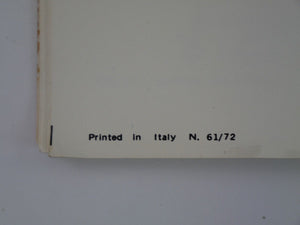 Printed in Italy N. 61/72